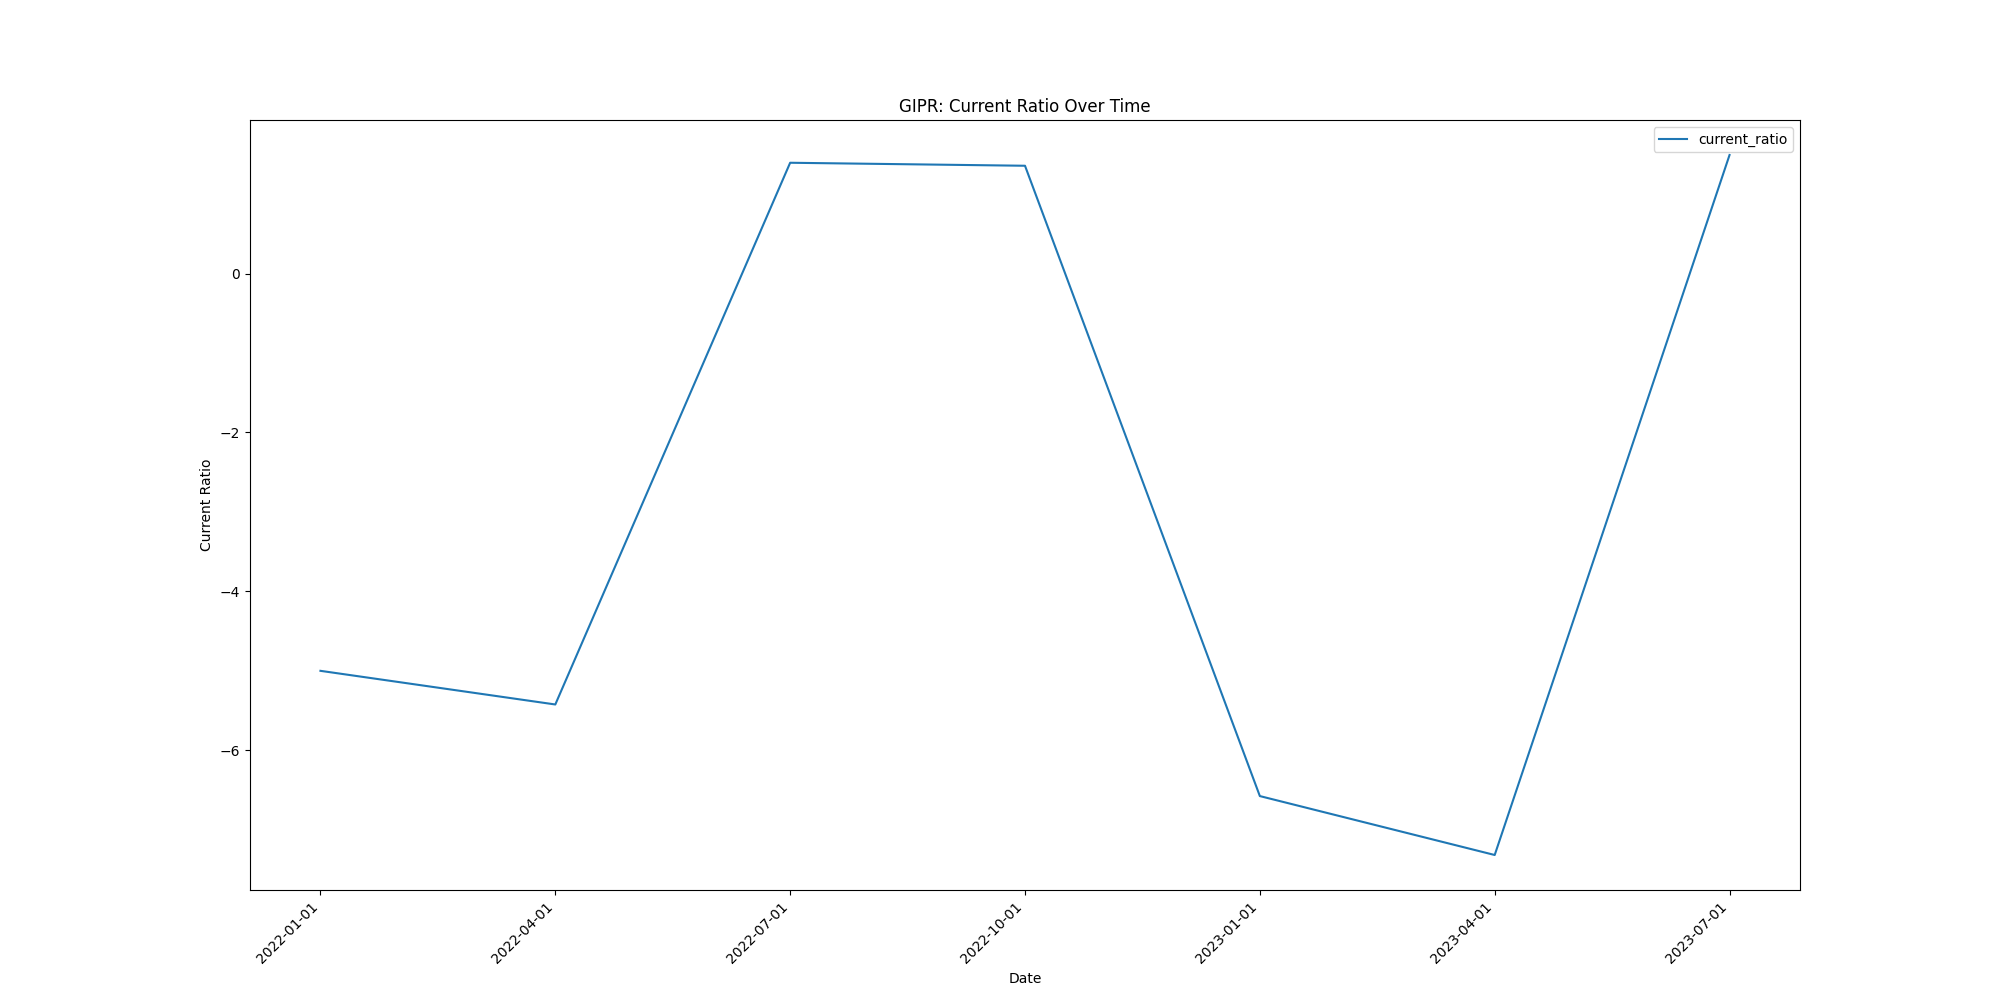 GIPR: Current Ratio Over Time
current_ratio
Current Ratio
0
−2
−4
−6
2022-01-01
2022-04-01
2022-07-01
2022-10-01
2023-01-01
2023-04-01
2023-07-01
Date